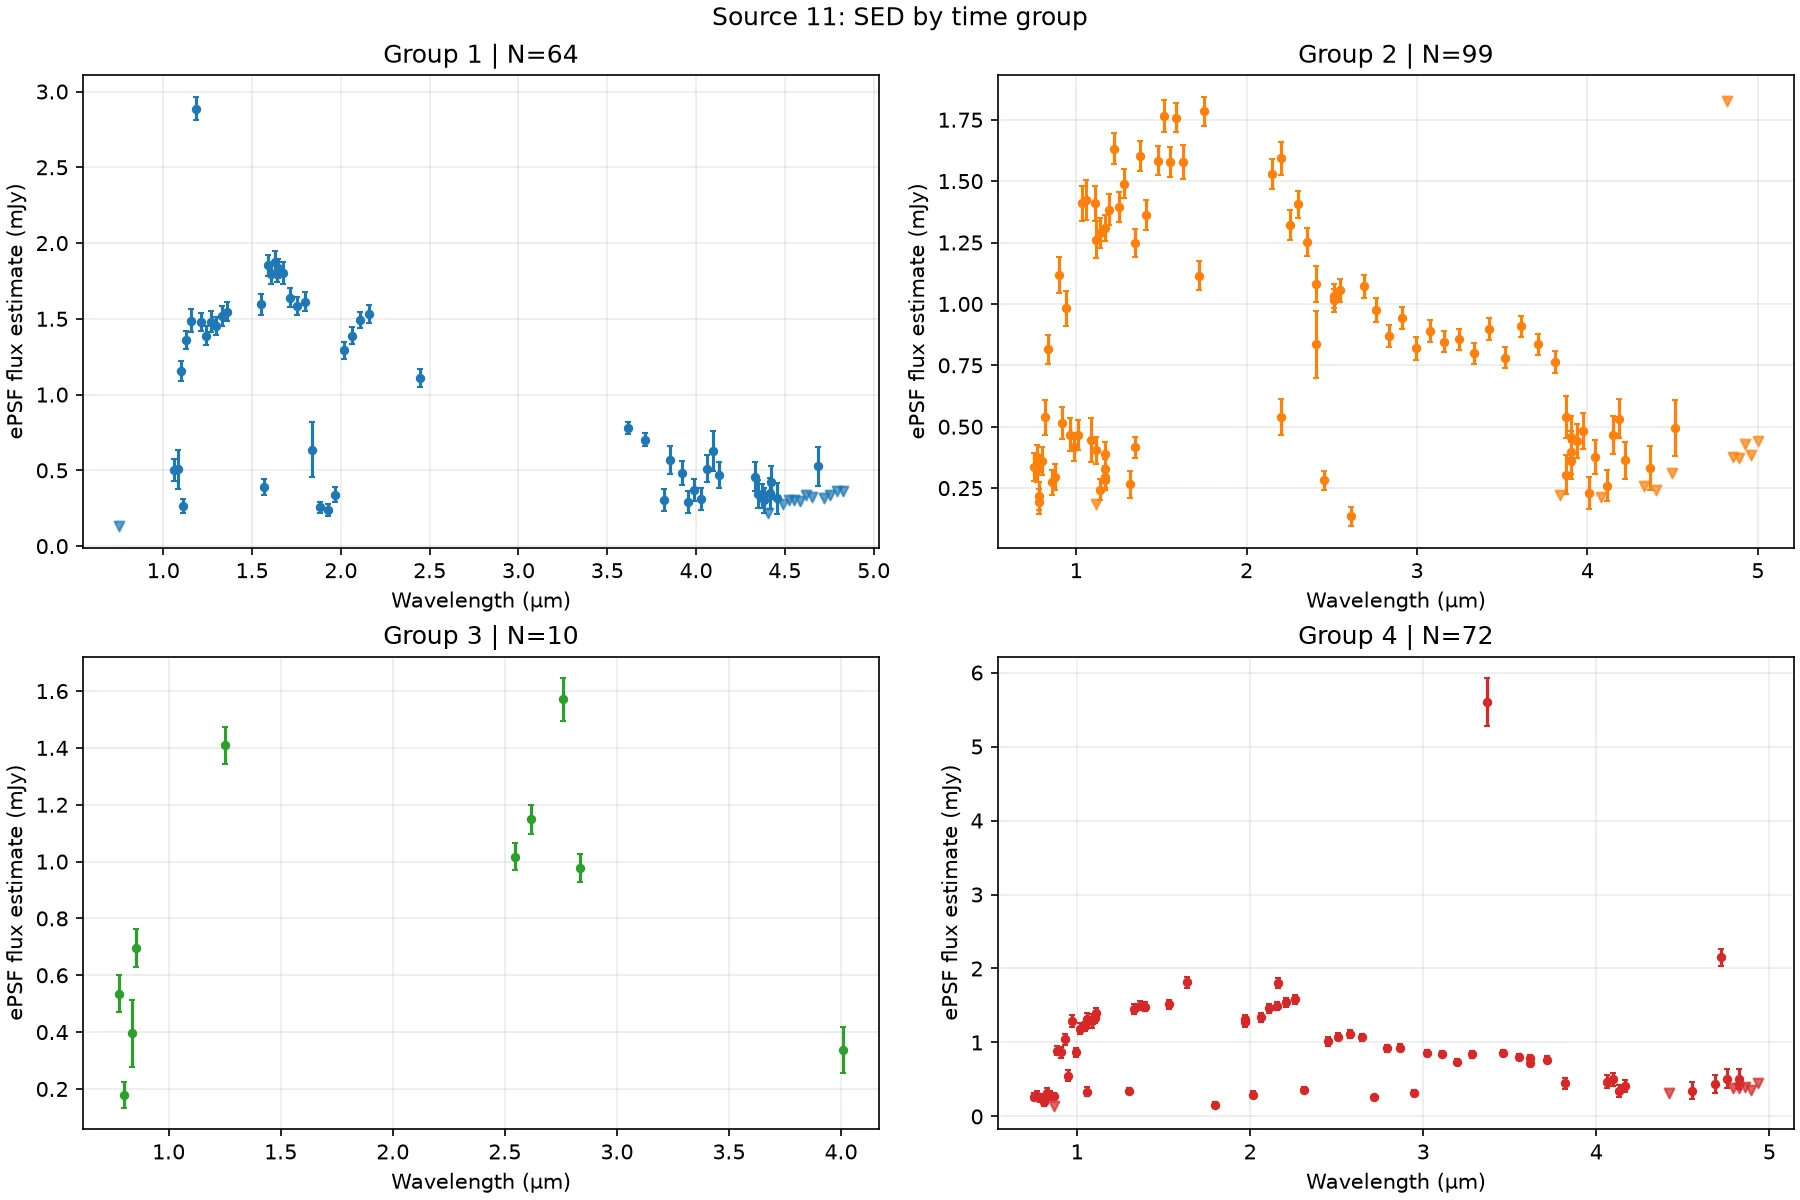 Source 11: SED by time group
Group 1 | N=64
ePSF flux estimate (mJy)
3.0
2.5
2.0
1.5
1.0
0.5
0.0
1.0 1.5 2.0 2.5 3.0 3.5 4.0 4.5 5.0
Wavelength (µm)
Group 2 | N=99
ePSF flux estimate (mJy)
1.75
1.50
1.25
1.00
0.75
0.50
0.25
1 2 3 4 5
Wavelength (µm)
Group 3 | N=10
ePSF flux estimate (mJy)
1.6
1.4
1.2
1.0
0.8
0.6
0.4
0.2
1.0 1.5 2.0 2.5 3.0 3.5 4.0
Wavelength (µm)
Group 4 | N=72
ePSF flux estimate (mJy)
6
5
4
3
2
1
0
1 2 3 4 5
Wavelength (µm)